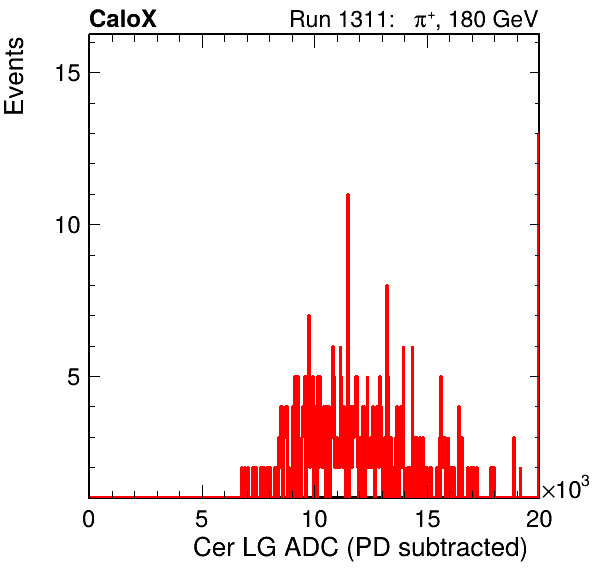 CaloX Run 1311: π⁺, 180 GeV
Events
15
10
5
0 5 10 15 20
×10³
Cer LG ADC (PD subtracted)